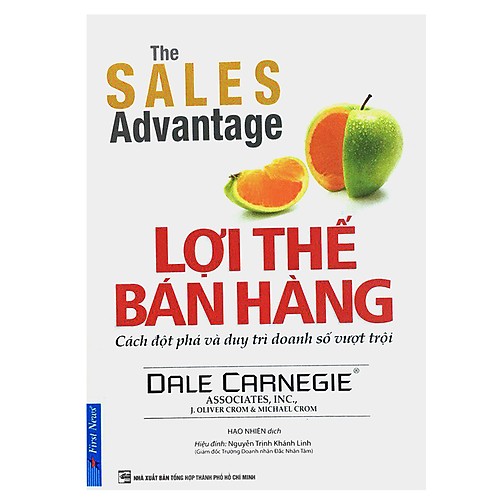 The
SALES
Advantage
LỢI THẾ
BÁN HÀNG
Cách đột phá và duy trì doanh số vượt trội
DALE CARNEGIE®
ASSOCIATES, INC.,
J. OLIVER CROM & MICHAEL CROM
HẠO NHIÊN dịch
Hiệu đính: Nguyễn Trịnh Khánh Linh
(Giám đốc Trường Doanh nhân Đắc Nhân Tâm)
First News
NHÀ XUẤT BẢN TỔNG HỢP THÀNH PHỐ HỒ CHÍ MINH